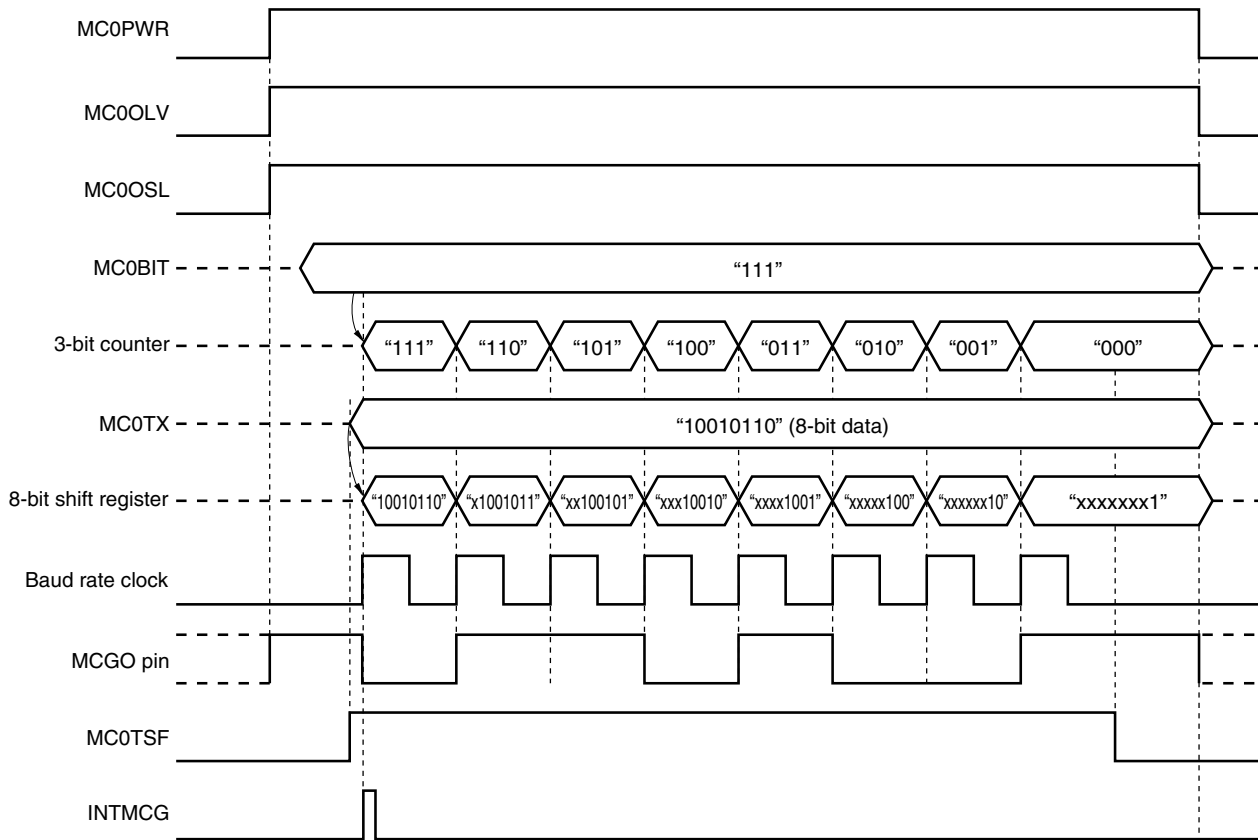 MC0PWR
MC0OLV
MC0OSL
MC0BIT “111”
3-bit counter “111” “110” “101” “100” “011” “010” “001” “000”
MC0TX “10010110” (8-bit data)
8-bit shift register “10010110” “x1001011” “xx100101” “xxx10010” “xxxx1001” “xxxxx100” “xxxxxx10” “xxxxxxx1”
Baud rate clock
MCGO pin
MC0TSF
INTMCG